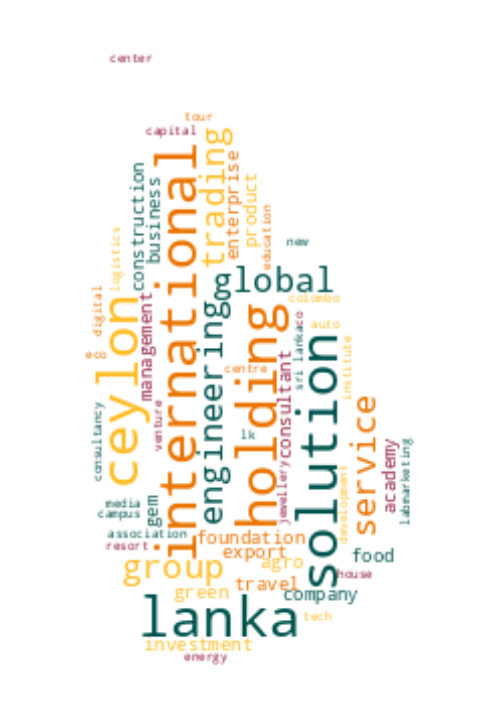 center
tour
capital
trading
international
enterprise
construction
business
product
education
new
logistics
global
digital
ceylon
management
colombo
co
auto
holding
engineering
sri lanka
solution
institute
consultant
centre
service
venture
consultancy
lk
academy
labmarketing
jewellery
development
gem
media
campus
association
resort
foundation
export
food
group
agro
house
travel
green
company
lanka
tech
investment
energy